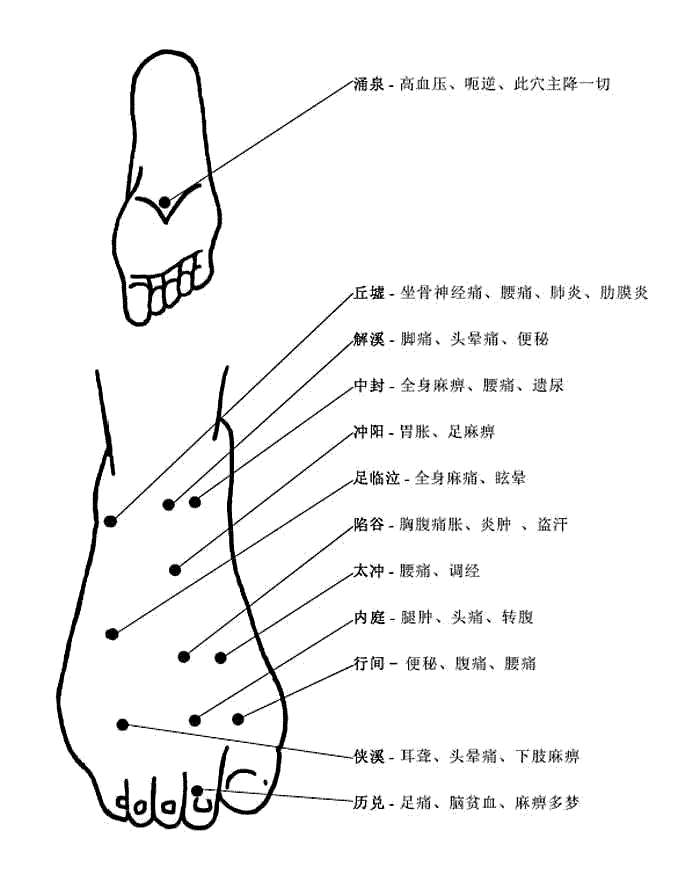 涌泉 - 高血压、呃逆、此穴主降一切
丘墟 - 坐骨神经痛、腰痛、肺炎、肋膜炎
解溪 - 脚痛、头晕痛、便秘
中封 - 全身麻痹、腰痛、遗尿
冲阳 - 胃胀、足麻痹
足临泣 - 全身麻痛、眩晕
陷谷 - 胸腹痛胀、炎肿 、盗汗
太冲 - 腰痛、调经
内庭 - 腿肿、头痛、转腹
行间 - 便秘、腹痛、腰痛
侠溪 - 耳聋、头晕痛、下肢麻痹
历兑 - 足痛、脑贫血、麻痹多梦